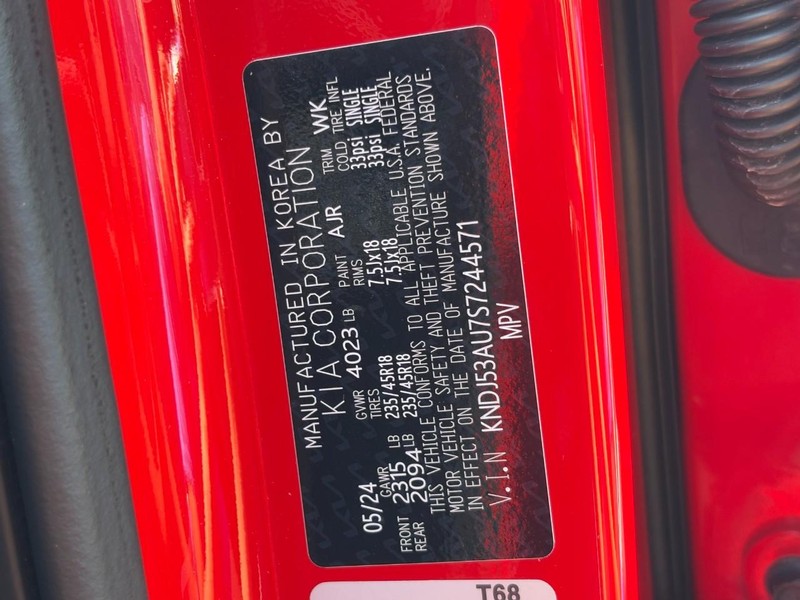 MANUFACTURED IN KOREA BY
KIA CORPORATION
05/24 GVWR 4023 LB PAINT AJR TRIM WK
GAWR TIRES RIMS COLD TIRE INFL
FRONT 2315 LB 235/45R18 7.5Jx18 33psi SINGLE
REAR 2094 LB 235/45R18 7.5Jx18 33psi SINGLE
THIS VEHICLE CONFORMS TO ALL APPLICABLE U.S.A. FEDERAL
MOTOR VEHICLE SAFETY AND THEFT PREVENTION STANDARDS
IN EFFECT ON THE DATE OF MANUFACTURE SHOWN ABOVE.
V.I.N KNDJ53AU7S7244571
MPV
T68